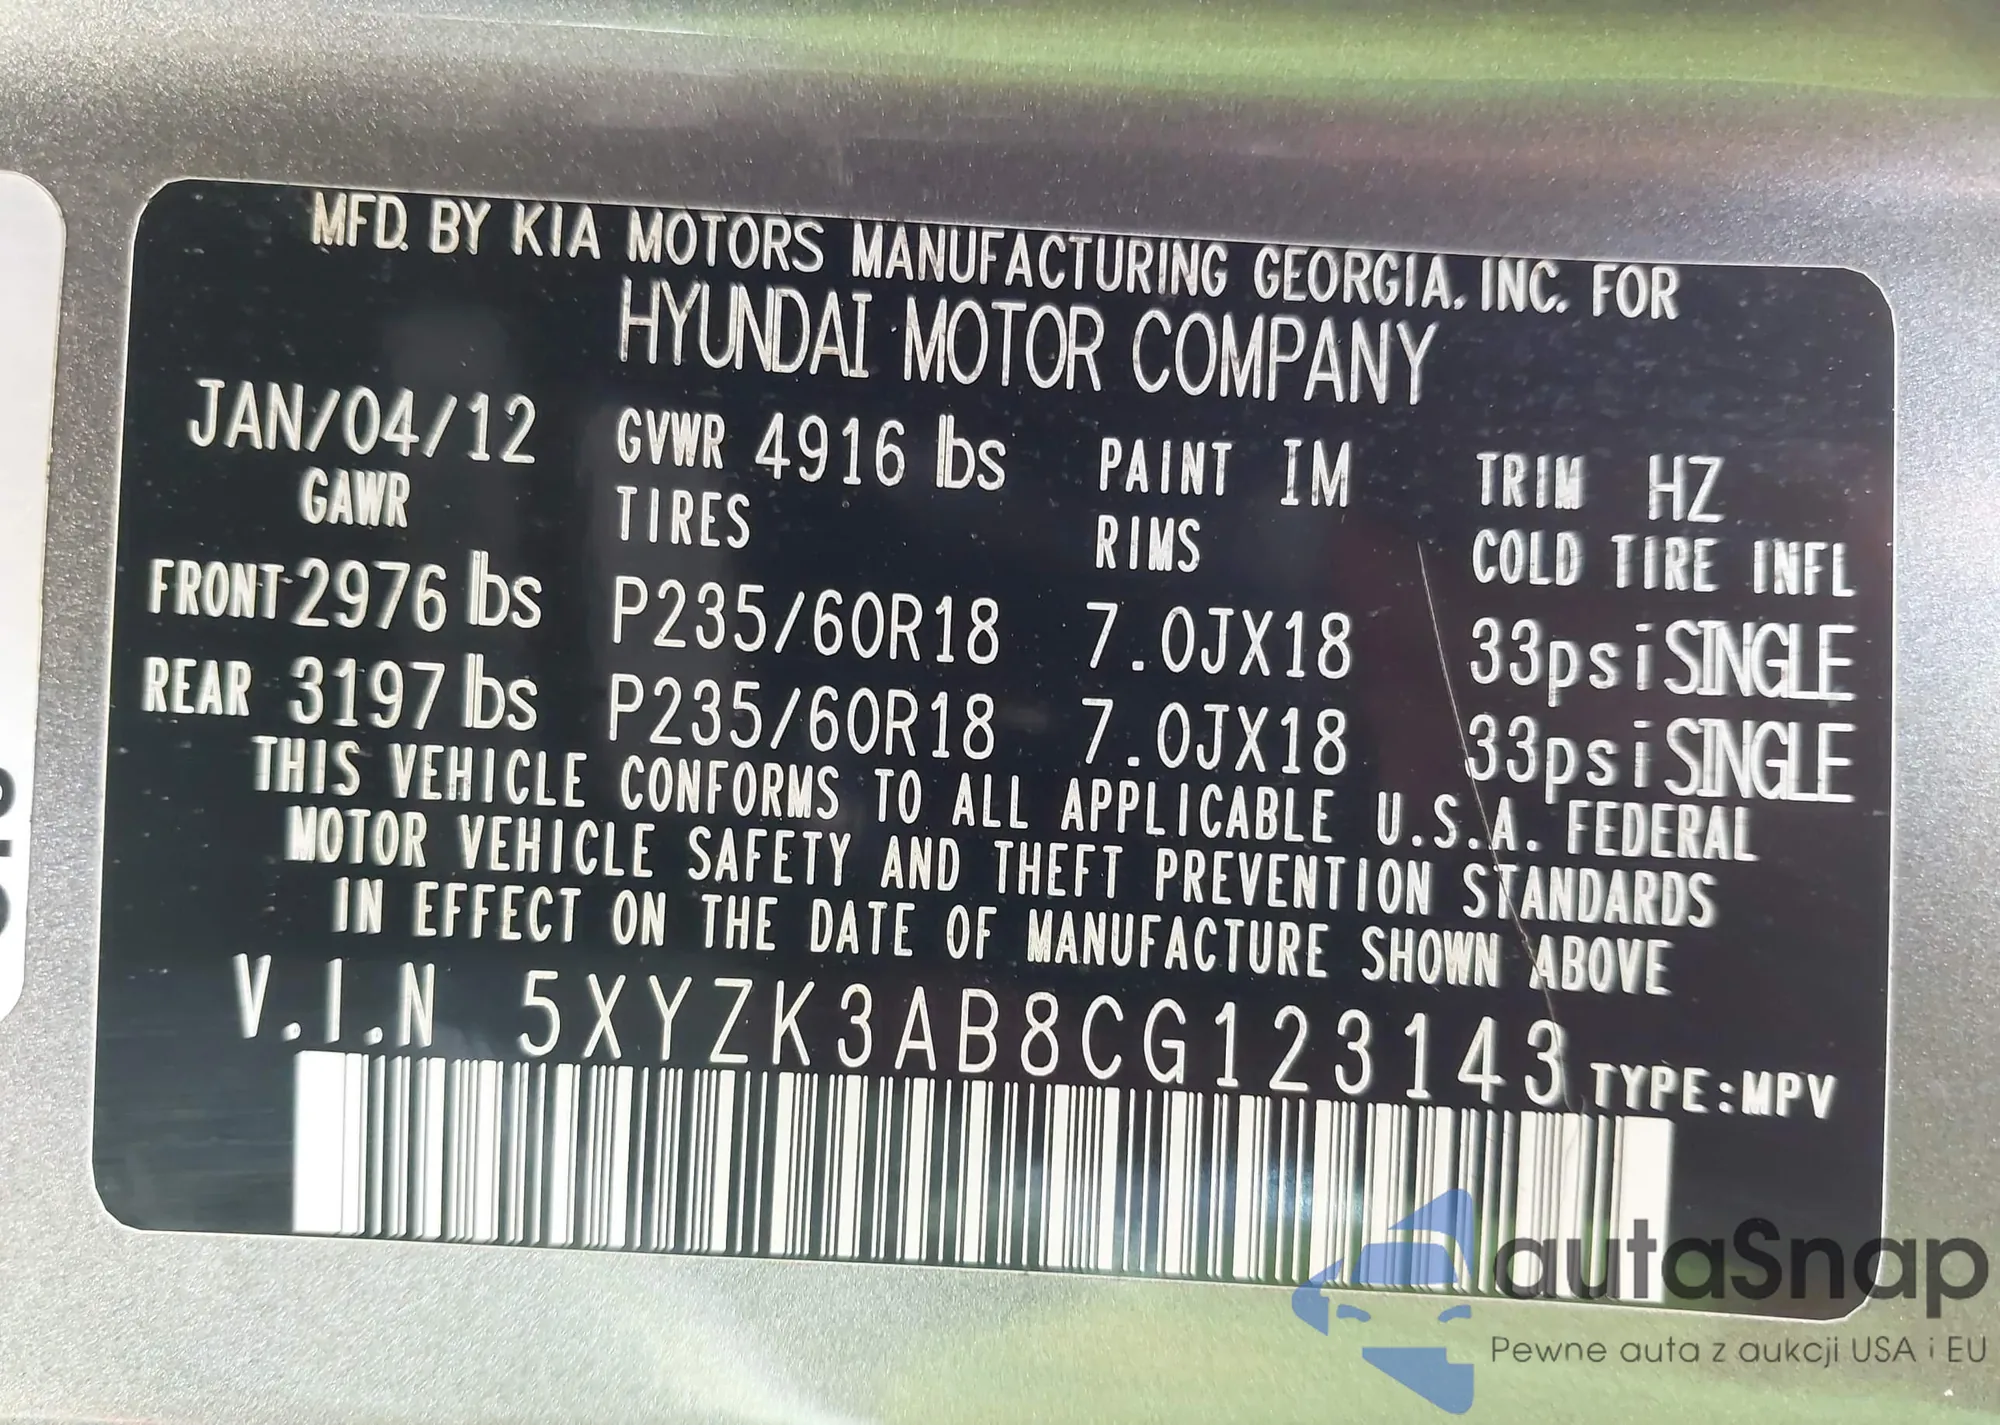 MFD. BY KIA MOTORS MANUFACTURING GEORGIA, INC. FOR
HYUNDAI MOTOR COMPANY
JAN/04/12 GVWR 4916 lbs PAINT IM TRIM HZ
GAWR TIRES RIMS COLD TIRE INFL
FRONT 2976 lbs P235/60R18 7.0JX18 33psi SINGLE
REAR 3197 lbs P235/60R18 7.0JX18 33psi SINGLE
THIS VEHICLE CONFORMS TO ALL APPLICABLE U.S.A. FEDERAL
MOTOR VEHICLE SAFETY AND THEFT PREVENTION STANDARDS
IN EFFECT ON THE DATE OF MANUFACTURE SHOWN ABOVE
V.I.N 5XYZK3AB8CG123143 TYPE:MPV
autaSnap
Pewne auta z aukcji USA i EU